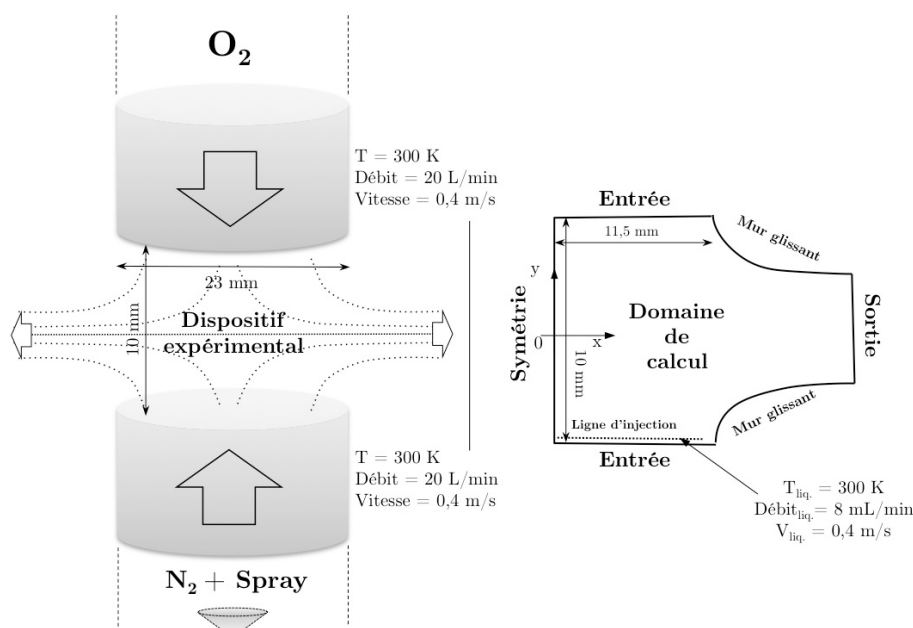 O2
T = 300 K
Débit = 20 L/min
Vitesse = 0,4 m/s
23 mm
10 mm
Dispositif
expérimental
T = 300 K
Débit = 20 L/min
Vitesse = 0,4 m/s
N2 + Spray
Entrée
Mur glissant
11,5 mm
y
Symétrie
Domaine
de
calcul
Sortie
0
x
10 mm
Ligne d'injection
Mur glissant
Entrée
Tliq. = 300 K
Débitliq.= 8 mL/min
Vliq. = 0,4 m/s